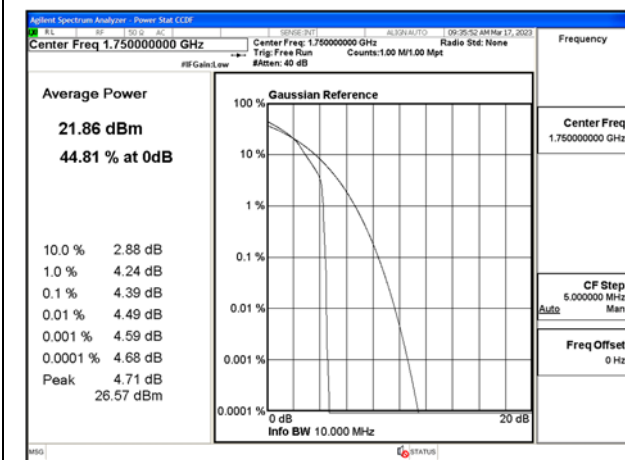 Agilent Spectrum Analyzer - Power Stat CCDF
RL RF 50 Ω AC SENSE:INT ALIGN AUTO 09:35:52 AM Mar 17, 2023
Center Freq 1.750000000 GHz
Center Freq: 1.750000000 GHz Radio Std: None
Trig: Free Run Counts:1.00 M/1.00 Mpt
#IFGain:Low #Atten: 40 dB
Frequency
Average Power
21.86 dBm
44.81 % at 0dB
10.0 % 2.88 dB
1.0 % 4.24 dB
0.1 % 4.39 dB
0.01 % 4.49 dB
0.001 % 4.59 dB
0.0001 % 4.68 dB
Peak 4.71 dB
26.57 dBm
Gaussian Reference
100 %
10 %
1 %
0.1 %
0.01 %
0.001 %
0.0001 %
0 dB 20 dB
Info BW 10.000 MHz
Center Freq
1.750000000 GHz
CF Step
5.000000 MHz
Auto Man
Freq Offset
0 Hz
MSG STATUS